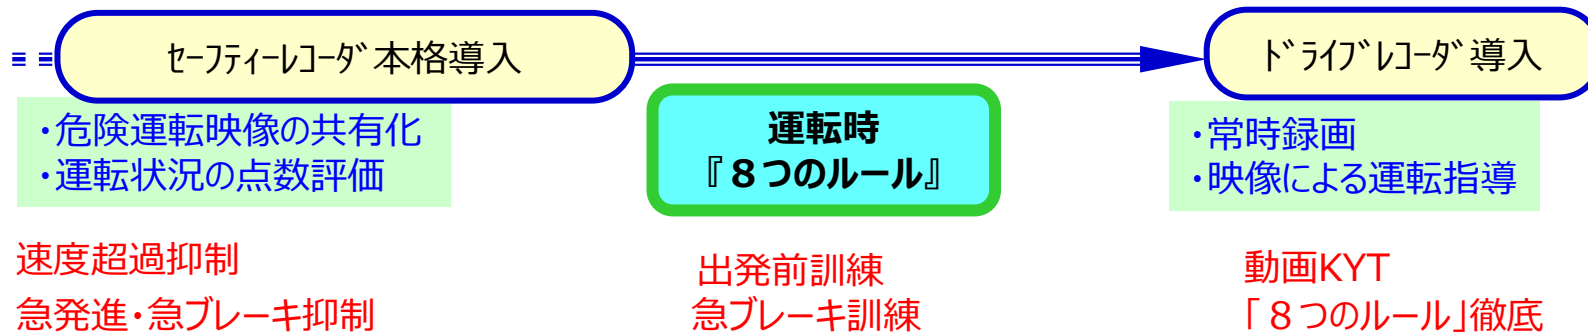 ｾｰﾌﾃｨｰﾚｺｰﾀﾞ本格導入
・危険運転映像の共有化
・運転状況の点数評価
速度超過抑制
急発進・急ブレーキ抑制
運転時
『８つのルール』
出発前訓練
急ブレーキ訓練
ﾄﾞﾗｲﾌﾞﾚｺｰﾀﾞ導入
・常時録画
・映像による運転指導
動画KYT
「８つのルール」徹底